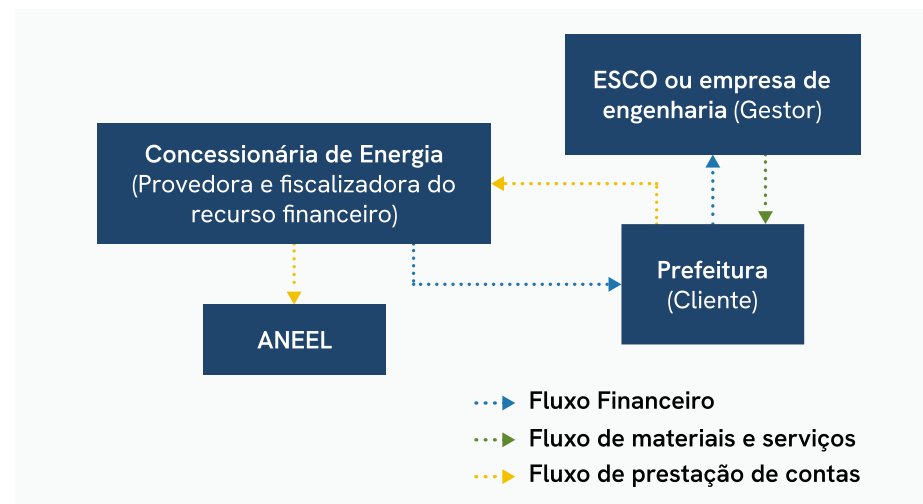 ESCO ou empresa de
engenharia (Gestor)
Concessionária de Energia
(Provedora e fiscalizadora do
recurso financeiro)
Prefeitura
(Cliente)
ANEEL
Fluxo Financeiro
Fluxo de materiais e serviços
Fluxo de prestação de contas